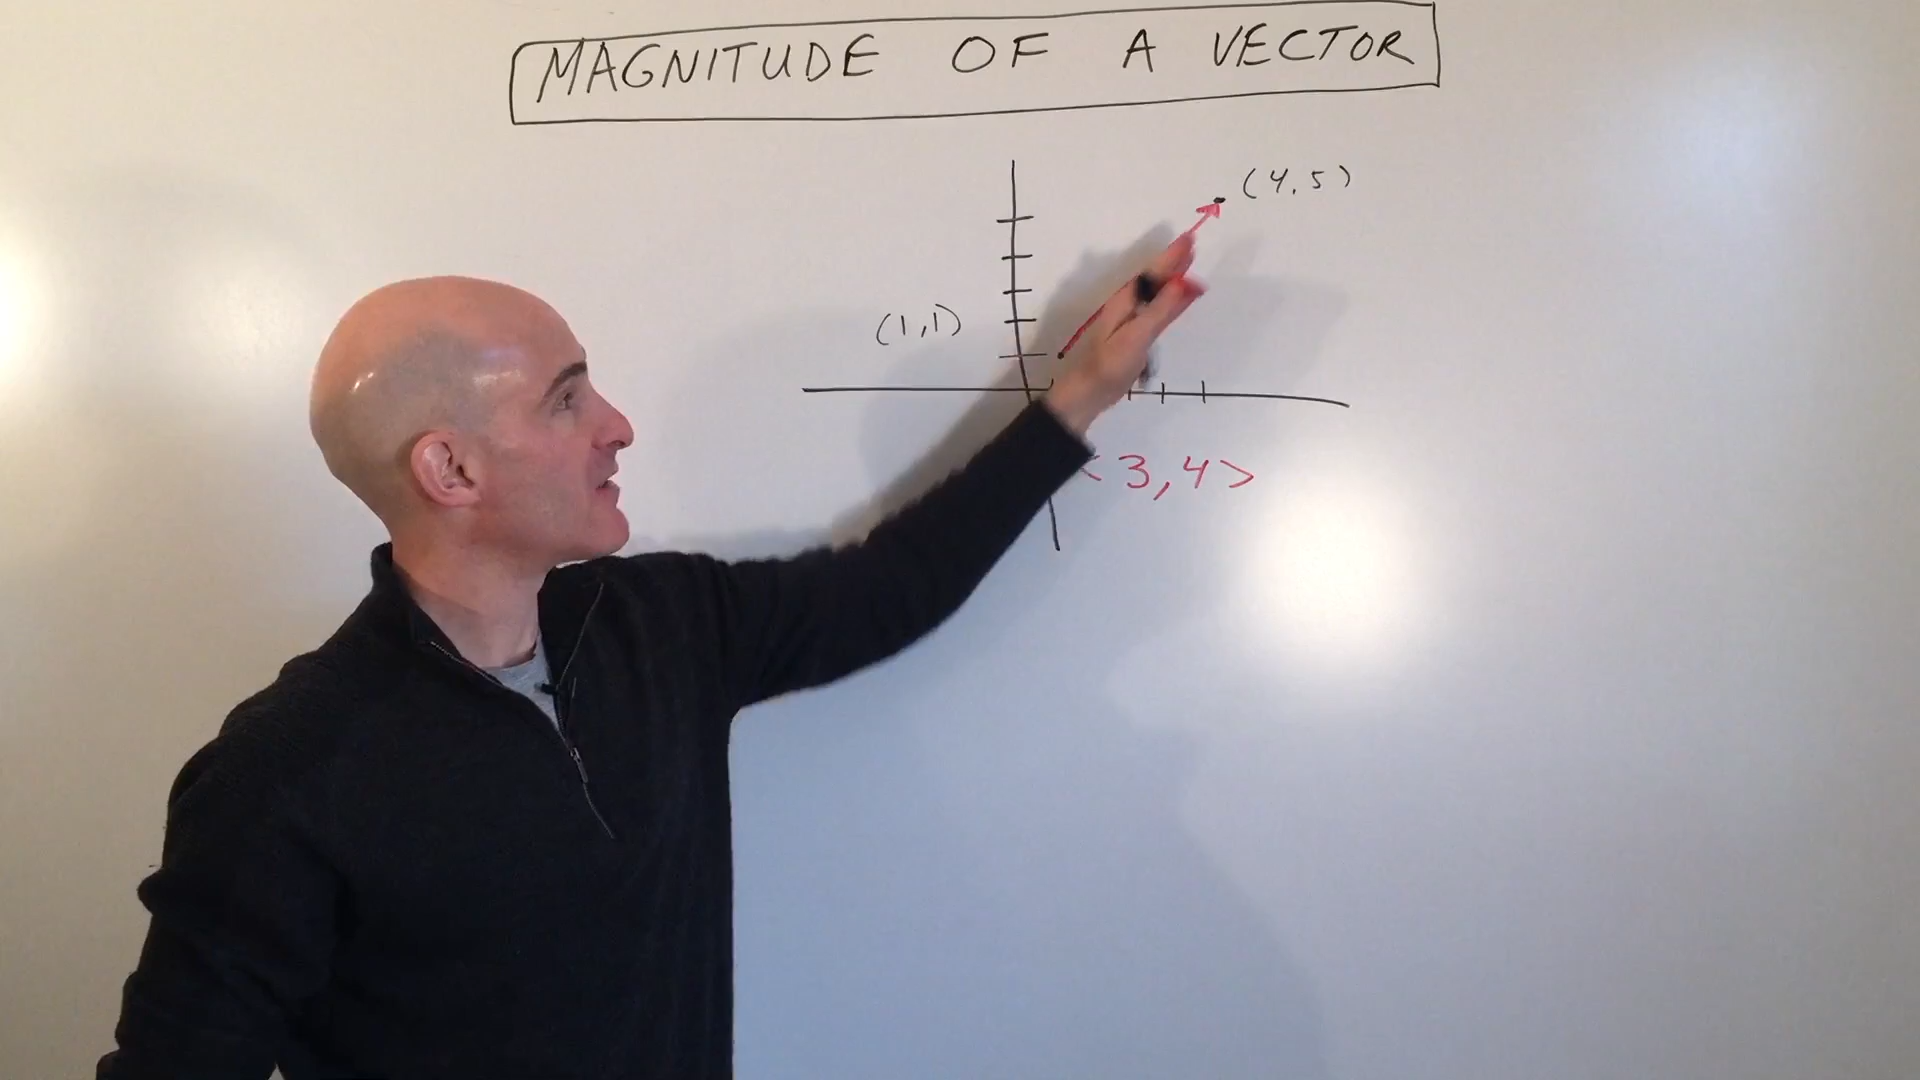 MAGNITUDE OF A VECTOR
(4,5)
(1,1)
<3,4>